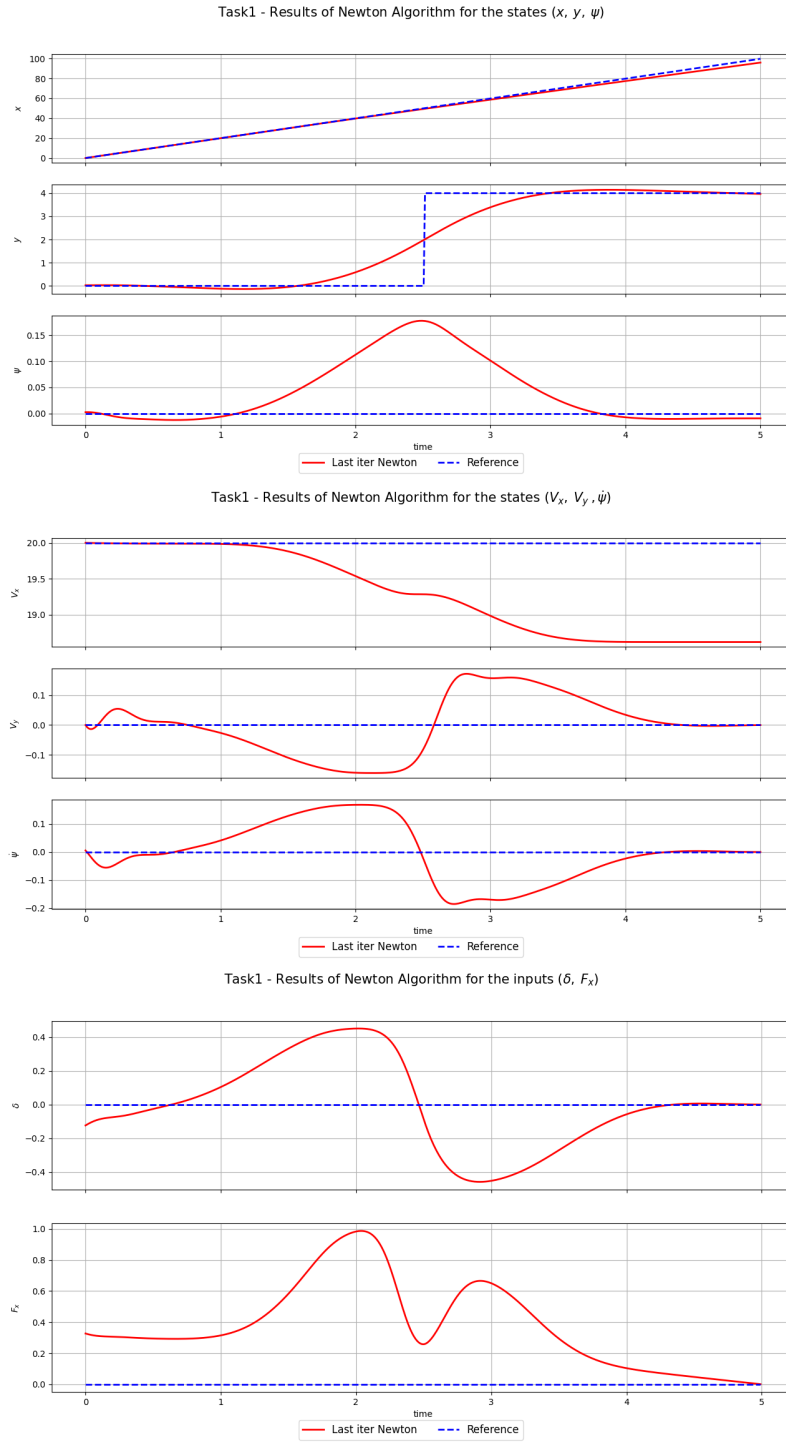 Task1 - Results of Newton Algorithm for the states (x, y, ψ)
100
80
60
40
20
0
x
4
3
2
1
0
y
0.15
0.10
0.05
0.00
ψ
0 1 2 3 4 5
time
Last iter Newton Reference
Task1 - Results of Newton Algorithm for the states (Vₓ, V_y ,ψ̇)
20.0
19.5
19.0
Vₓ
0.1
0.0
−0.1
V_y
0.1
0.0
−0.1
−0.2
ψ̇
0 1 2 3 4 5
time
Last iter Newton Reference
Task1 - Results of Newton Algorithm for the inputs (δ, Fₓ)
0.4
0.2
0.0
−0.2
−0.4
δ
1.0
0.8
0.6
0.4
0.2
0.0
Fₓ
0 1 2 3 4 5
time
Last iter Newton Reference